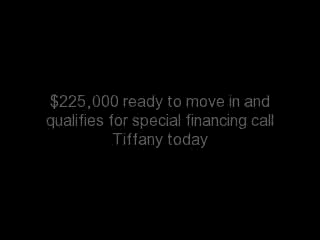 $225,000 ready to move in and
qualifies for special financing call
Tiffany today